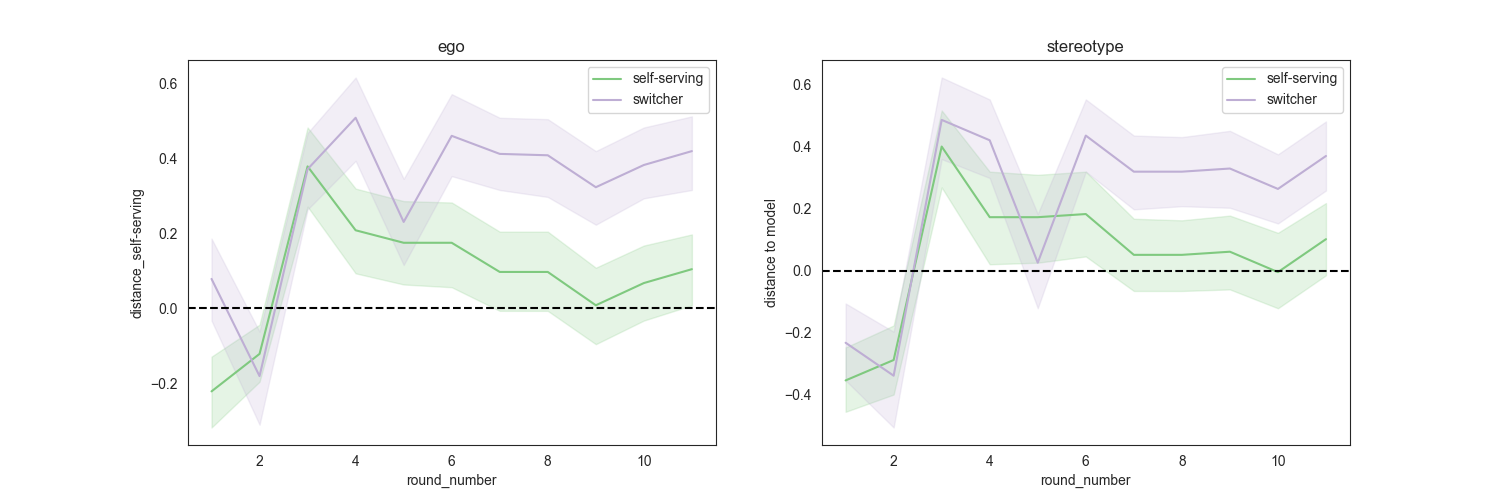 ego
self-serving
switcher
0.6
0.4
0.2
0.0
−0.2
distance_self-serving
2
4
6
8
10
round_number
stereotype
self-serving
switcher
0.6
0.4
0.2
0.0
−0.2
−0.4
distance to model
2
4
6
8
10
round_number